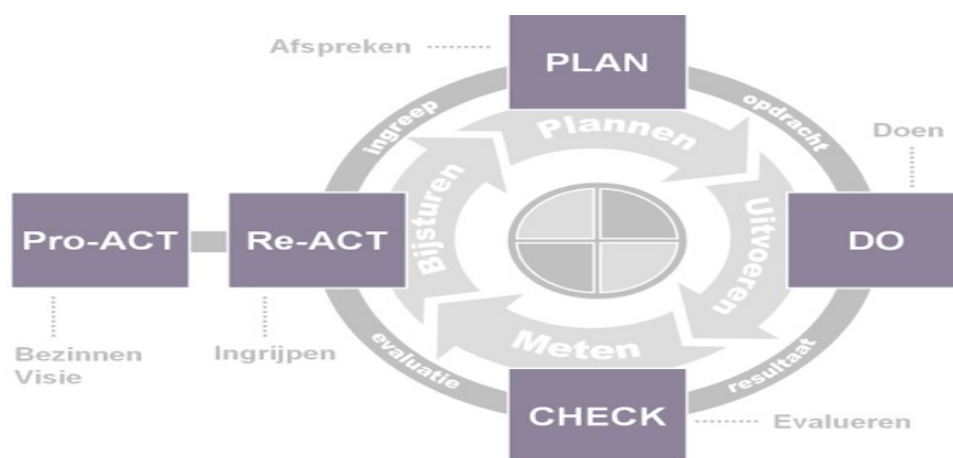 Afspreken
PLAN
ingreep
Plannen
opdracht
Doen
Bijsturen
Uitvoeren
Pro-ACT
Re-ACT
DO
Bezinnen
Visie
Ingrijpen
evaluatie
Meten
resultaat
CHECK
Evalueren